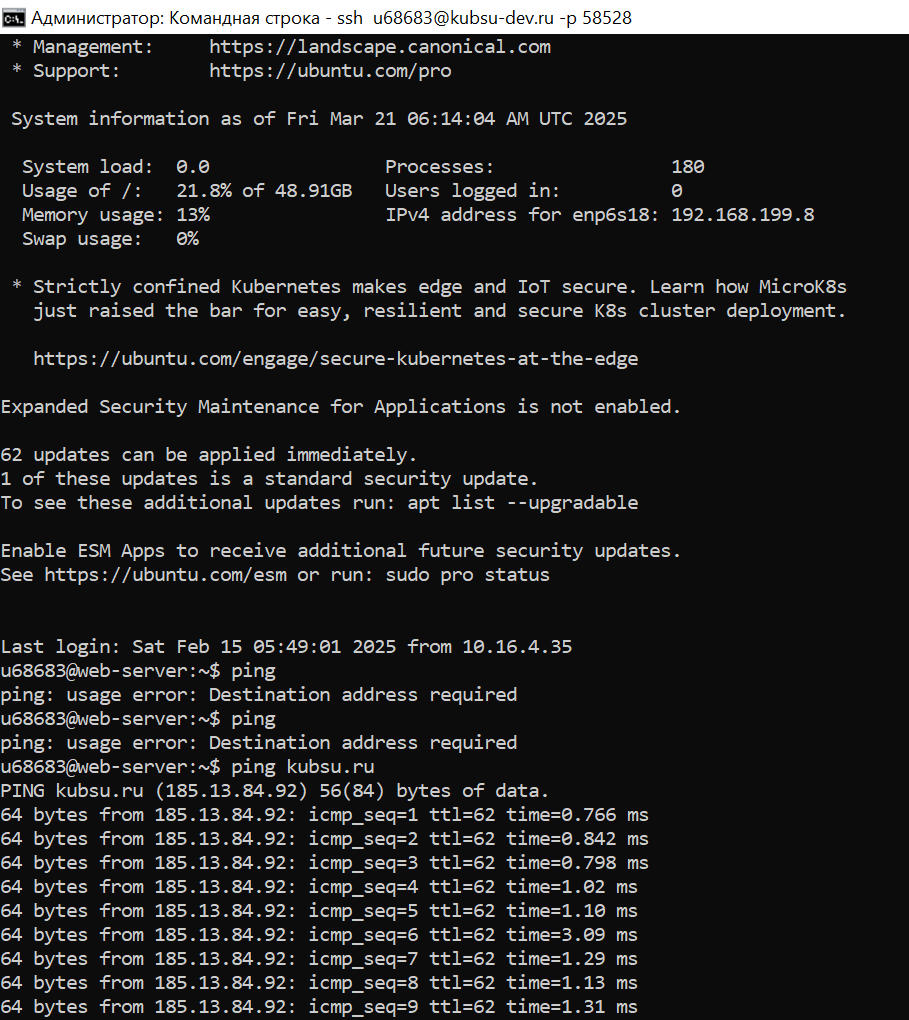 Администратор: Командная строка - ssh  u68683@kubsu-dev.ru -p 58528
 * Management:     https://landscape.canonical.com
 * Support:        https://ubuntu.com/pro
 System information as of Fri Mar 21 06:14:04 AM UTC 2025
  System load:  0.0                Processes:                180
  Usage of /:   21.8% of 48.91GB   Users logged in:          0
  Memory usage: 13%                IPv4 address for enp6s18: 192.168.199.8
  Swap usage:   0%
 * Strictly confined Kubernetes makes edge and IoT secure. Learn how MicroK8s
   just raised the bar for easy, resilient and secure K8s cluster deployment.
   https://ubuntu.com/engage/secure-kubernetes-at-the-edge
Expanded Security Maintenance for Applications is not enabled.
62 updates can be applied immediately.
1 of these updates is a standard security update.
To see these additional updates run: apt list --upgradable
Enable ESM Apps to receive additional future security updates.
See https://ubuntu.com/esm or run: sudo pro status
Last login: Sat Feb 15 05:49:01 2025 from 10.16.4.35
u68683@web-server:~$ ping
ping: usage error: Destination address required
u68683@web-server:~$ ping
ping: usage error: Destination address required
u68683@web-server:~$ ping kubsu.ru
PING kubsu.ru (185.13.84.92) 56(84) bytes of data.
64 bytes from 185.13.84.92: icmp_seq=1 ttl=62 time=0.766 ms
64 bytes from 185.13.84.92: icmp_seq=2 ttl=62 time=0.842 ms
64 bytes from 185.13.84.92: icmp_seq=3 ttl=62 time=0.798 ms
64 bytes from 185.13.84.92: icmp_seq=4 ttl=62 time=1.02 ms
64 bytes from 185.13.84.92: icmp_seq=5 ttl=62 time=1.10 ms
64 bytes from 185.13.84.92: icmp_seq=6 ttl=62 time=3.09 ms
64 bytes from 185.13.84.92: icmp_seq=7 ttl=62 time=1.29 ms
64 bytes from 185.13.84.92: icmp_seq=8 ttl=62 time=1.13 ms
64 bytes from 185.13.84.92: icmp_seq=9 ttl=62 time=1.31 ms